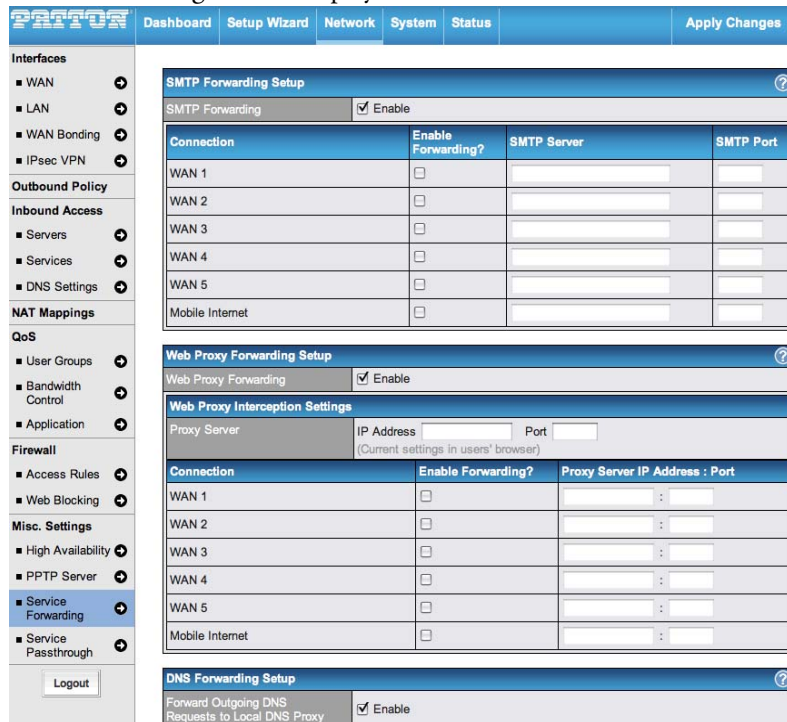 PATTON
Dashboard Setup Wizard Network System Status Apply Changes
Interfaces
WAN
LAN
WAN Bonding
IPsec VPN
Outbound Policy
Inbound Access
Servers
Services
DNS Settings
NAT Mappings
QoS
User Groups
Bandwidth
Control
Application
Firewall
Access Rules
Web Blocking
Misc. Settings
High Availability
PPTP Server
Service
Forwarding
Service
Passthrough
Logout
SMTP Forwarding Setup ?
SMTP Forwarding Enable
Connection Enable Forwarding? SMTP Server SMTP Port
WAN 1
WAN 2
WAN 3
WAN 4
WAN 5
Mobile Internet
Web Proxy Forwarding Setup ?
Web Proxy Forwarding Enable
Web Proxy Interception Settings
Proxy Server IP Address Port
(Current settings in users' browser)
Connection Enable Forwarding? Proxy Server IP Address : Port
WAN 1 :
WAN 2 :
WAN 3 :
WAN 4 :
WAN 5 :
Mobile Internet :
DNS Forwarding Setup ?
Forward Outgoing DNS
Requests to Local DNS Proxy Enable